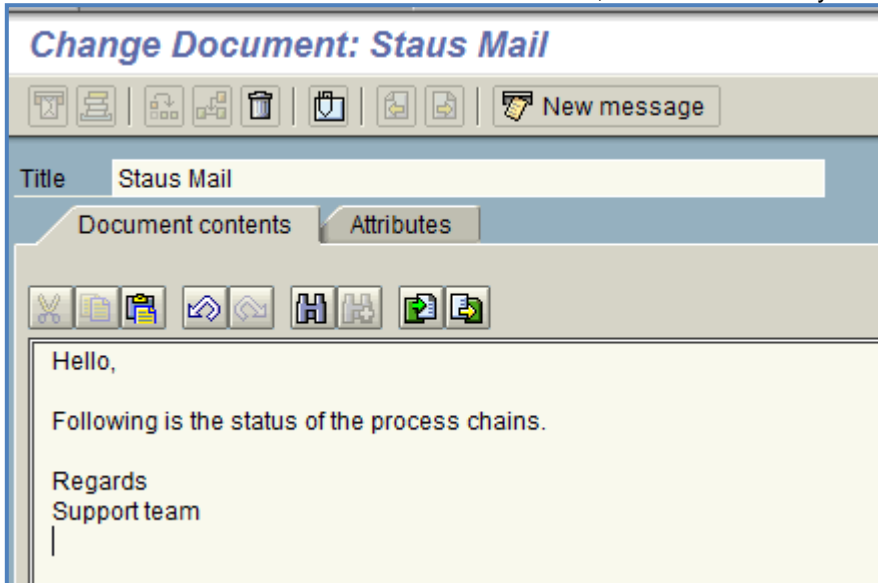 Change Document: Staus Mail
New message
Title Staus Mail
Document contents Attributes
Hello,
Following is the status of the process chains.
Regards
Support team